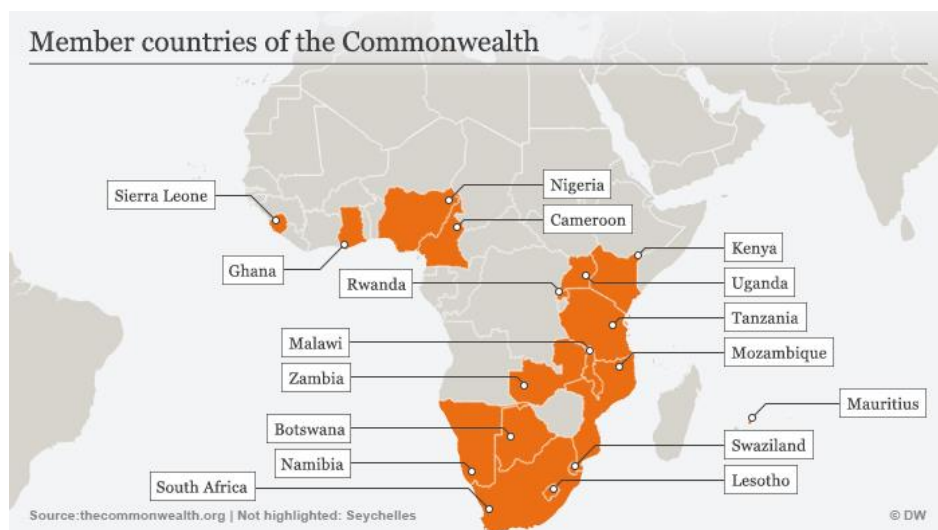 Member countries of the Commonwealth
Nigeria
Sierra Leone
Cameroon
Kenya
Ghana
Rwanda
Uganda
Tanzania
Malawi
Mozambique
Zambia
Mauritius
Botswana
Swaziland
Namibia
Lesotho
South Africa
Source:thecommonwealth.org | Not highlighted: Seychelles
© DW